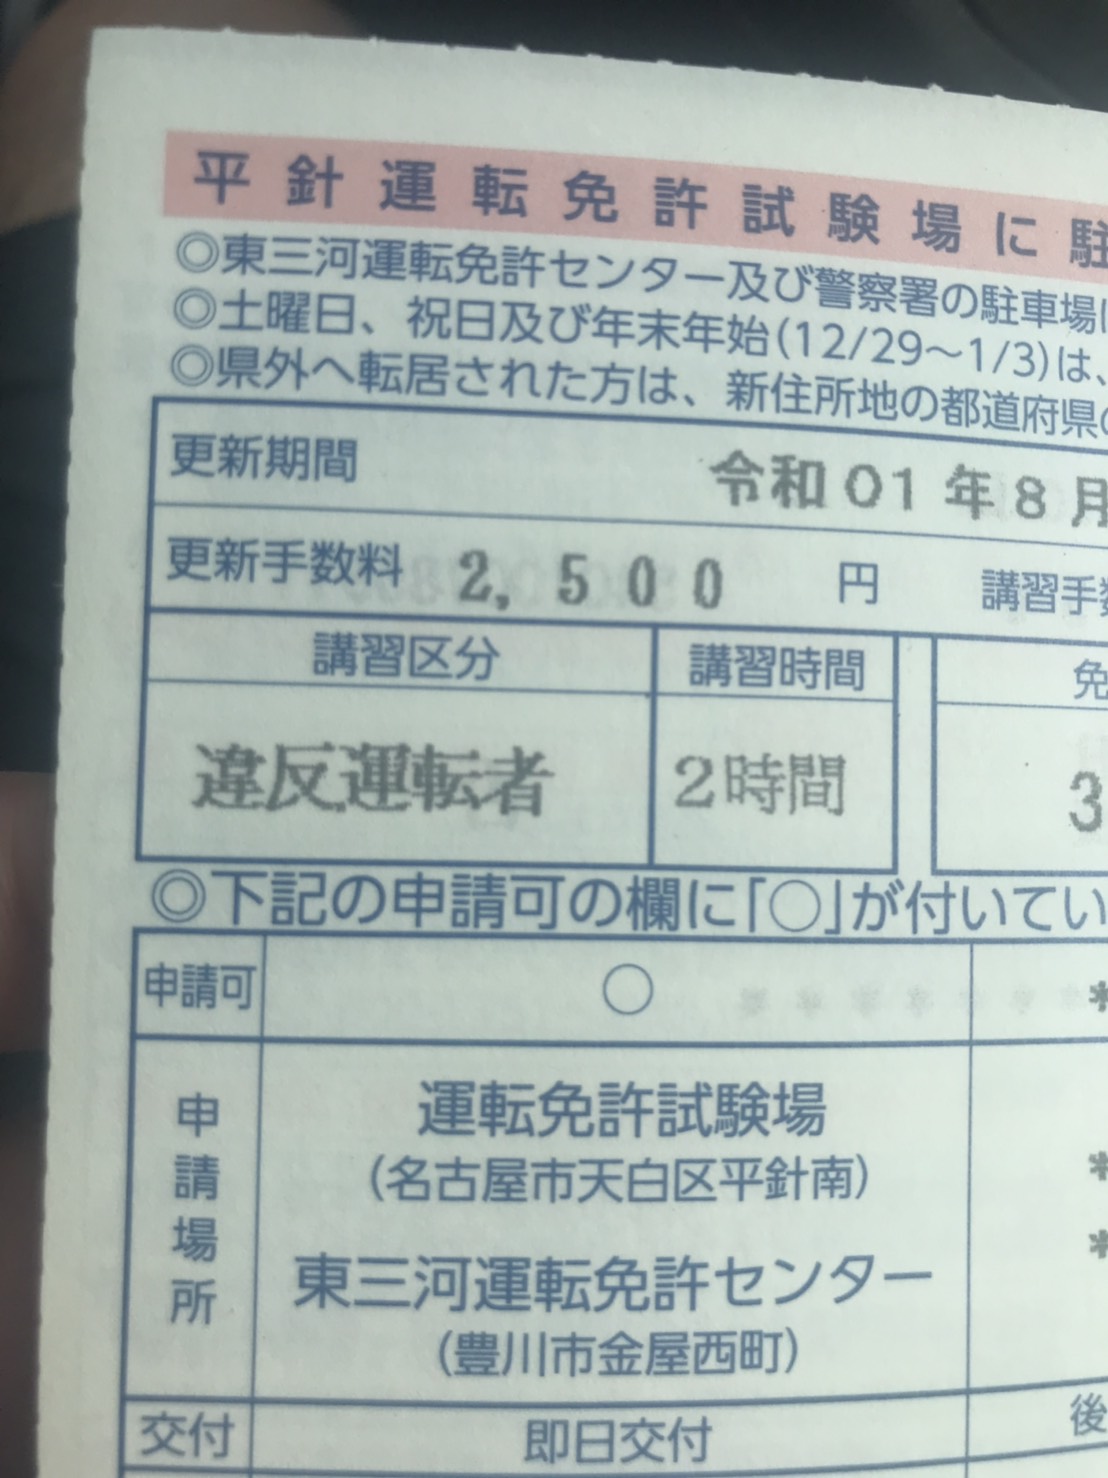 平針運転免許試験場に駐
◎東三河運転免許センター及び警察署の駐車場に
◎土曜日、祝日及び年末年始(12/29～1/3)は、
◎県外へ転居された方は、新住所地の都道府県の
更新期間 令和01年8月
更新手数料 2,500 円 講習手数
講習区分 講習時間 免
違反運転者 2時間 3
◎下記の申請可の欄に「○」が付いてい
申請可 ○ *
申請場所
運転免許試験場
(名古屋市天白区平針南)
*
東三河運転免許センター
*
(豊川市金屋西町)
交付 即日交付 後